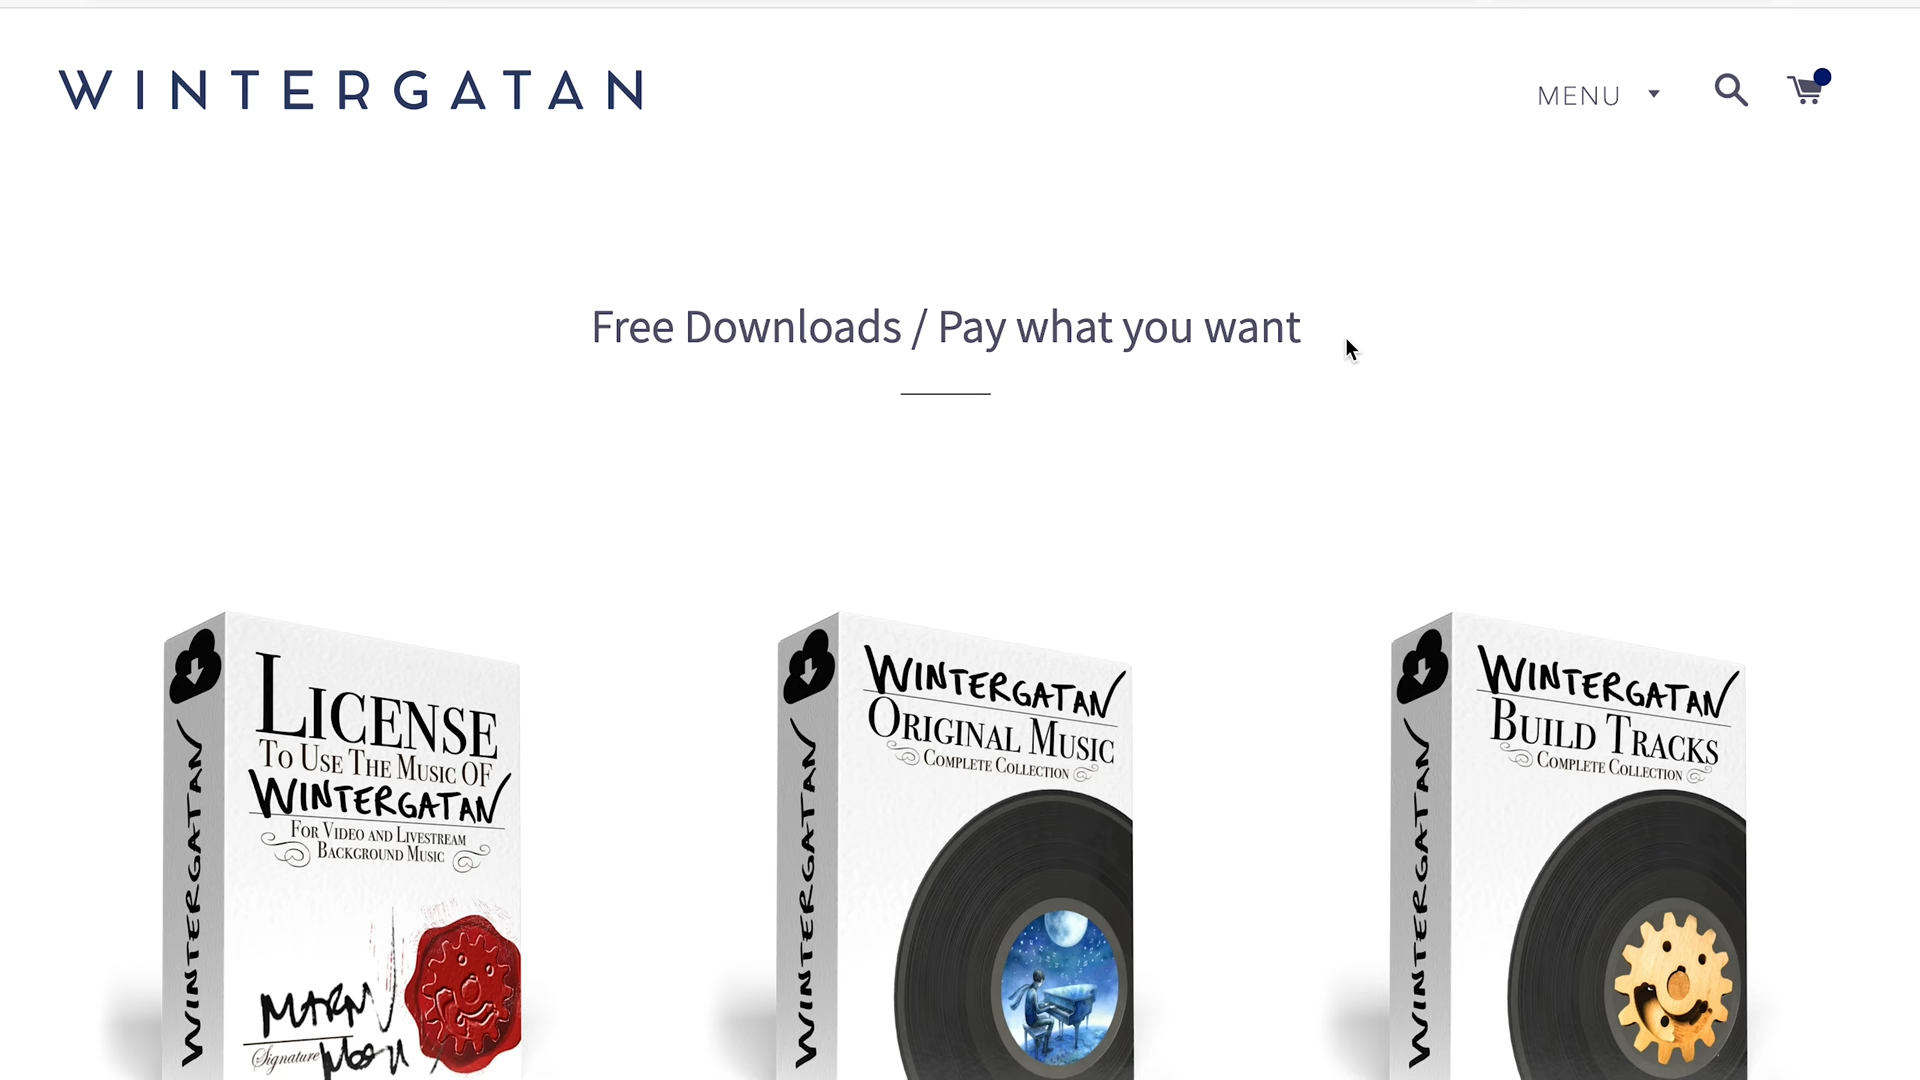 WINTERGATAN
MENU
Free Downloads / Pay what you want
WINTERGATAN
LICENSE
TO USE THE MUSIC OF
WINTERGATAN
FOR VIDEO AND LIVESTREAM
BACKGROUND MUSIC
Signature
WINTERGATAN
WINTERGATAN
ORIGINAL MUSIC
COMPLETE COLLECTION
WINTERGATAN
WINTERGATAN
BUILD TRACKS
COMPLETE COLLECTION